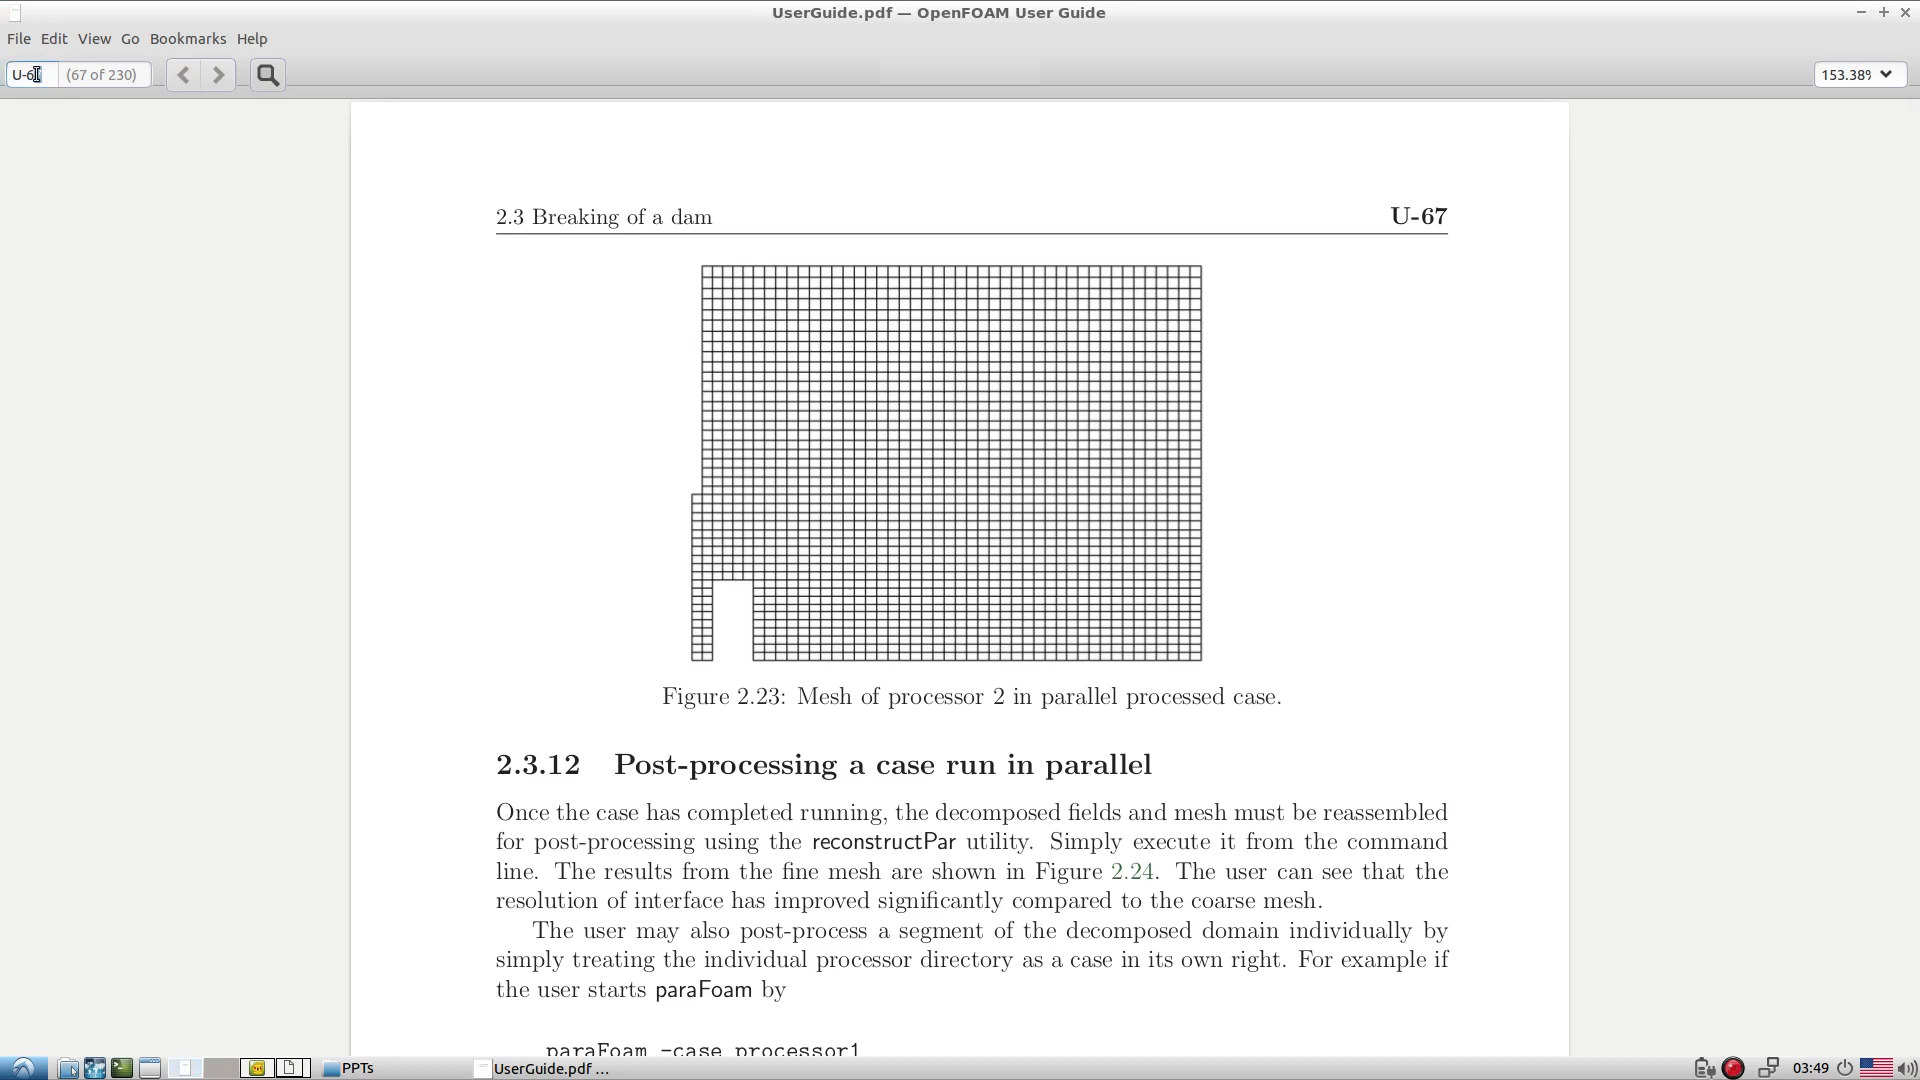 UserGuide.pdf — OpenFOAM User Guide
File Edit View Go Bookmarks Help
U-6 (67 of 230) 153.38%
2.3 Breaking of a dam U-67
Figure 2.23: Mesh of processor 2 in parallel processed case.
2.3.12 Post-processing a case run in parallel
Once the case has completed running, the decomposed fields and mesh must be reassembled
for post-processing using the reconstructPar utility. Simply execute it from the command
line. The results from the fine mesh are shown in Figure 2.24. The user can see that the
resolution of interface has improved significantly compared to the coarse mesh.
The user may also post-process a segment of the decomposed domain individually by
simply treating the individual processor directory as a case in its own right. For example if
the user starts paraFoam by
paraFoam -case processor1
PPTs UserGuide.pdf ... 03:49